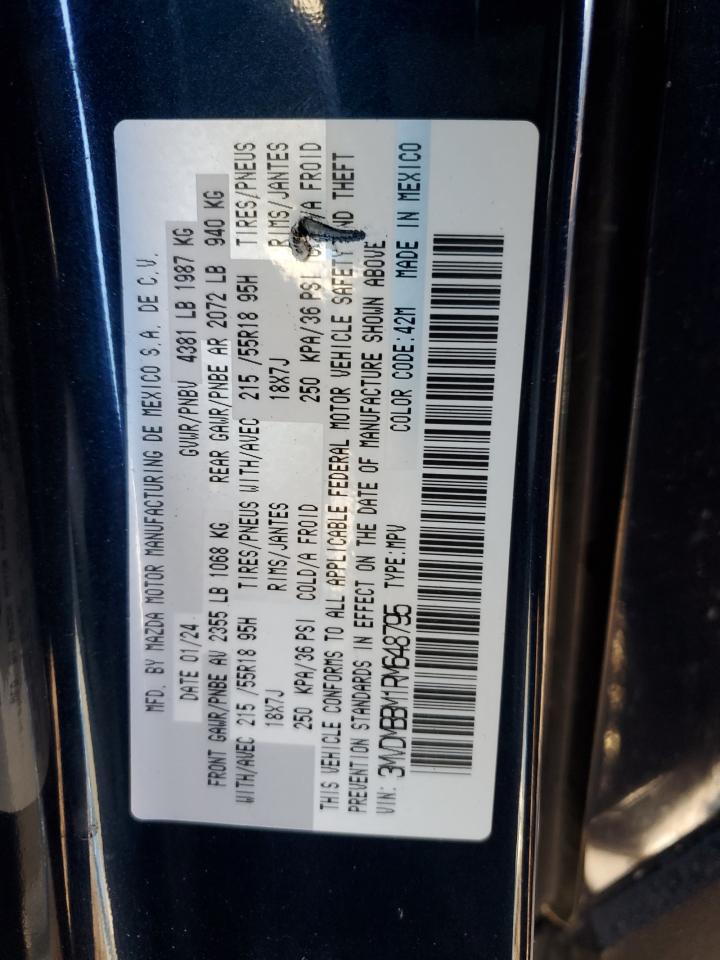 MFD. BY MAZDA MOTOR MANUFACTURING DE MEXICO S.A. DE C.V.
DATE 01/24 GVWR/PNBV 4381 LB 1987 KG
FRONT GAWR/PNBE AV 2355 LB 1068 KG REAR GAWR/PNBE AR 2072 LB 940 KG
WITH/AVEC 215 /55R18 95H TIRES/PNEUS WITH/AVEC 215 /55R18 95H TIRES/PNEUS
18X7J RIMS/JANTES 18X7J RIMS/JANTES
250 KPA/36 PSI COLD/A FROID 250 KPA/36 PSI FROID
THIS VEHICLE CONFORMS TO ALL APPLICABLE FEDERAL MOTOR VEHICLE SAFETY THEFT
PREVENTION STANDARDS IN EFFECT ON THE DATE OF MANUFACTURE SHOWN ABOVE
VIN: 3MVDMBBM1RM648795 TYPE:MPV COLOR CODE:42M MADE IN MEXICO